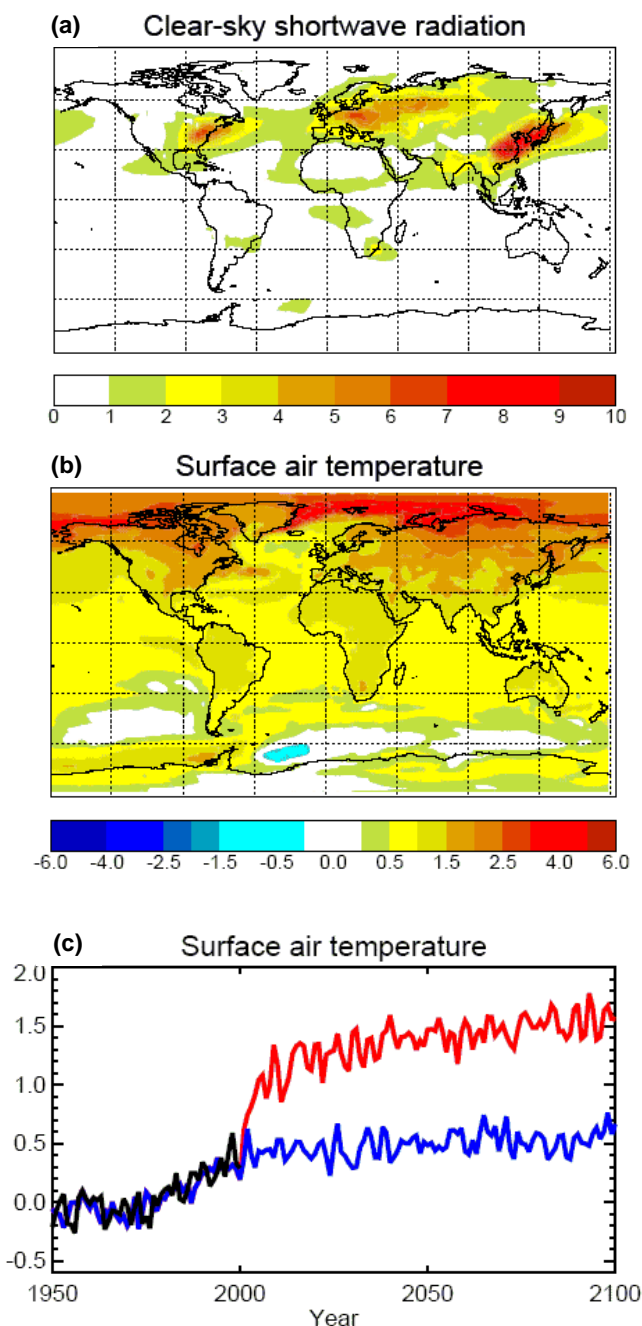 (a) Clear-sky shortwave radiation
0 1 2 3 4 5 6 7 8 9 10
(b) Surface air temperature
-6.0 -4.0 -2.5 -1.5 -0.5 0.0 0.5 1.5 2.5 4.0 6.0
(c) Surface air temperature
2.0
1.5
1.0
0.5
0.0
-0.5
1950 2000 2050 2100
Year